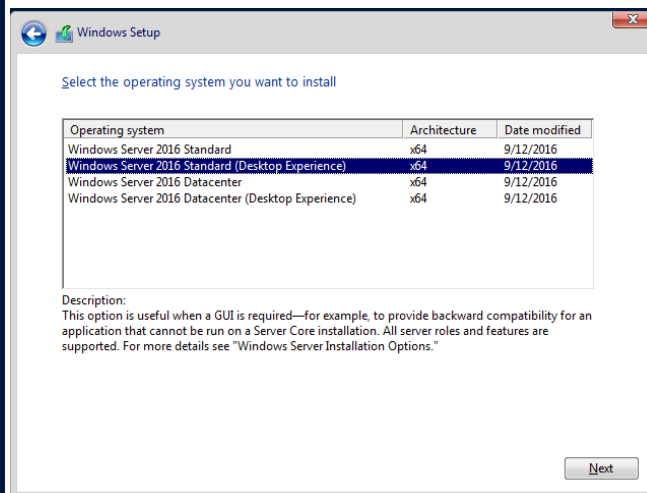 Windows Setup
Select the operating system you want to install
Operating system Architecture Date modified
Windows Server 2016 Standard x64 9/12/2016
Windows Server 2016 Standard (Desktop Experience) x64 9/12/2016
Windows Server 2016 Datacenter x64 9/12/2016
Windows Server 2016 Datacenter (Desktop Experience) x64 9/12/2016
Description:
This option is useful when a GUI is required—for example, to provide backward compatibility for an
application that cannot be run on a Server Core installation. All server roles and features are
supported. For more details see "Windows Server Installation Options."
Next